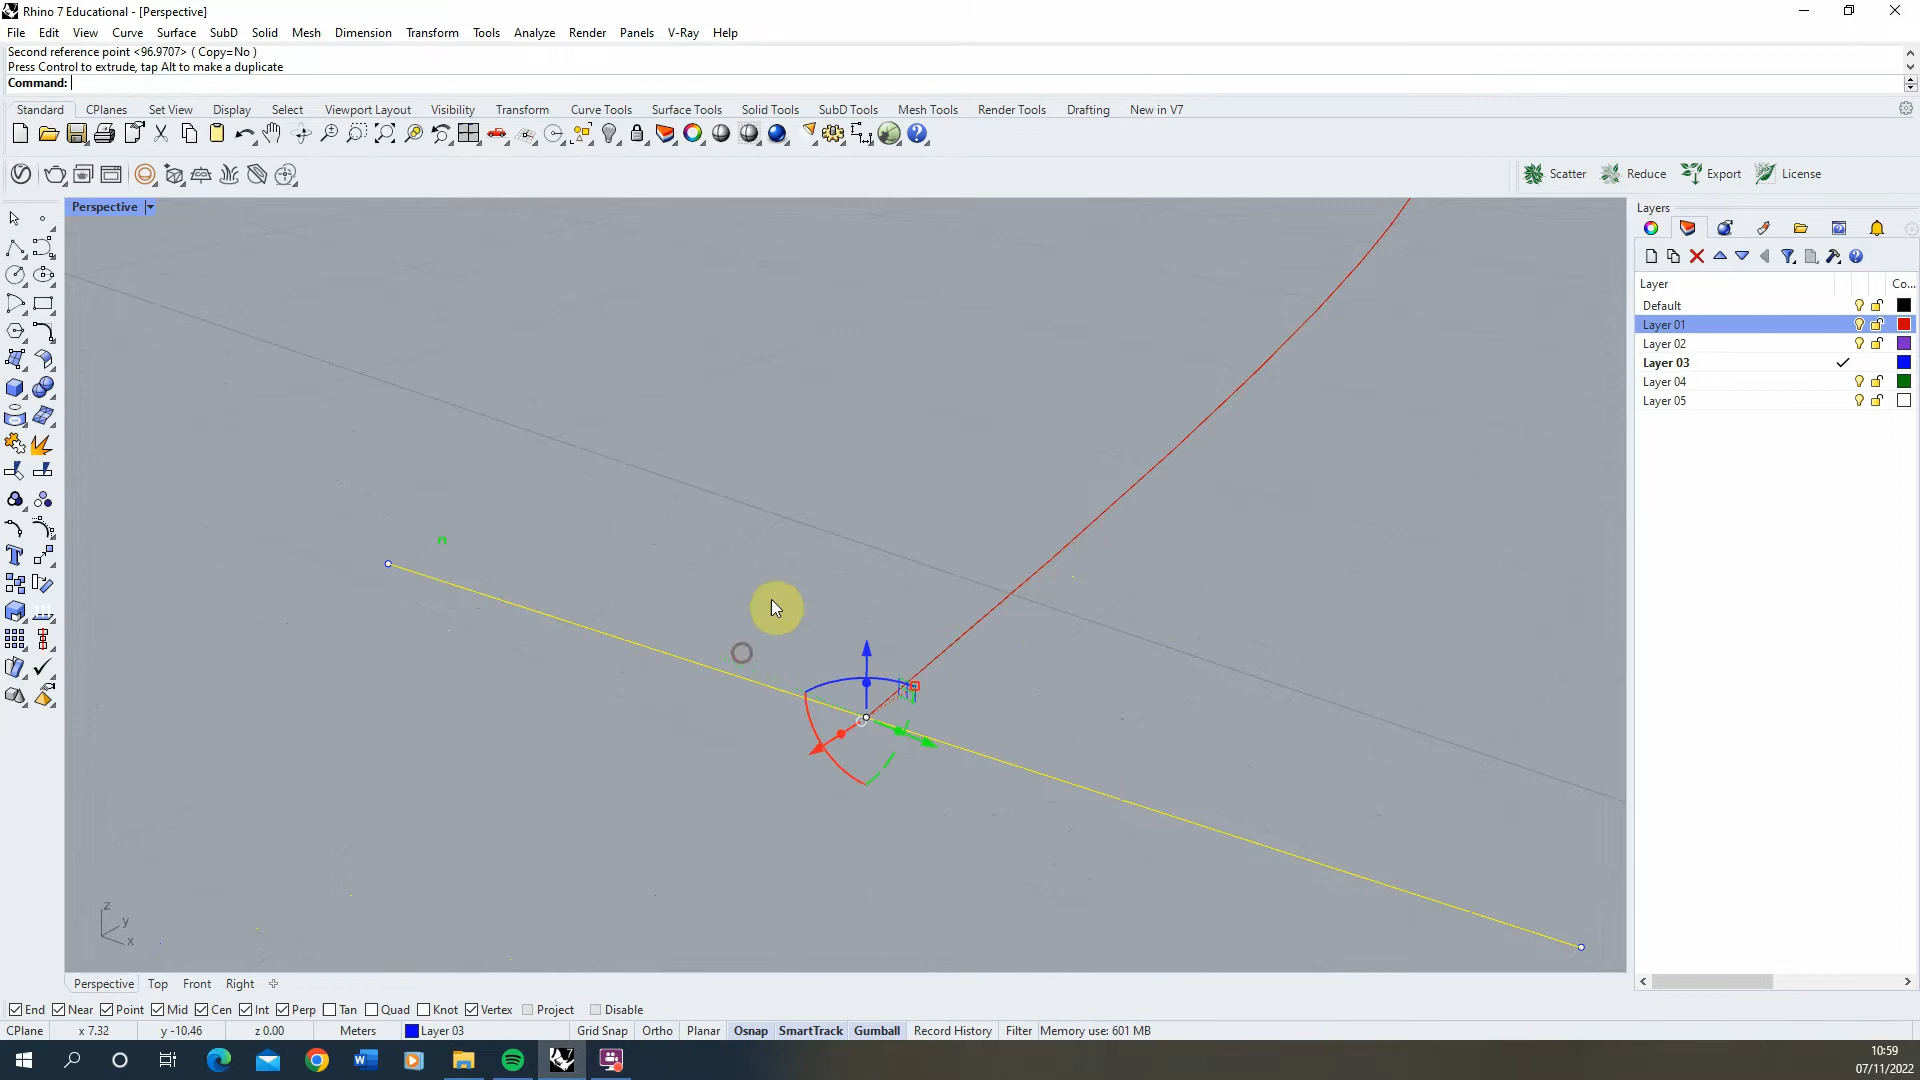 Rhino 7 Educational - [Perspective]
File Edit View Curve Surface SubD Solid Mesh Dimension Transform Tools Analyze Render Panels V-Ray Help
Second reference point <96.9707> ( Copy=No )
Press Control to extrude, tap Alt to make a duplicate
Command:
Standard CPlanes Set View Display Select Viewport Layout Visibility Transform Curve Tools Surface Tools Solid Tools SubD Tools Mesh Tools Render Tools Drafting New in V7
Scatter Reduce Export License
Perspective
Layers
Layer Co...
Default
Layer 01
Layer 02
Layer 03
Layer 04
Layer 05
z
y
x
Perspective Top Front Right
End Near Point Mid Cen Int Perp Tan Quad Knot Vertex Project Disable
CPlane x 7.32 y -10.46 z 0.00 Meters Layer 03 Grid Snap Ortho Planar Osnap SmartTrack Gumball Record History Filter Memory use: 601 MB
10:59
07/11/2022